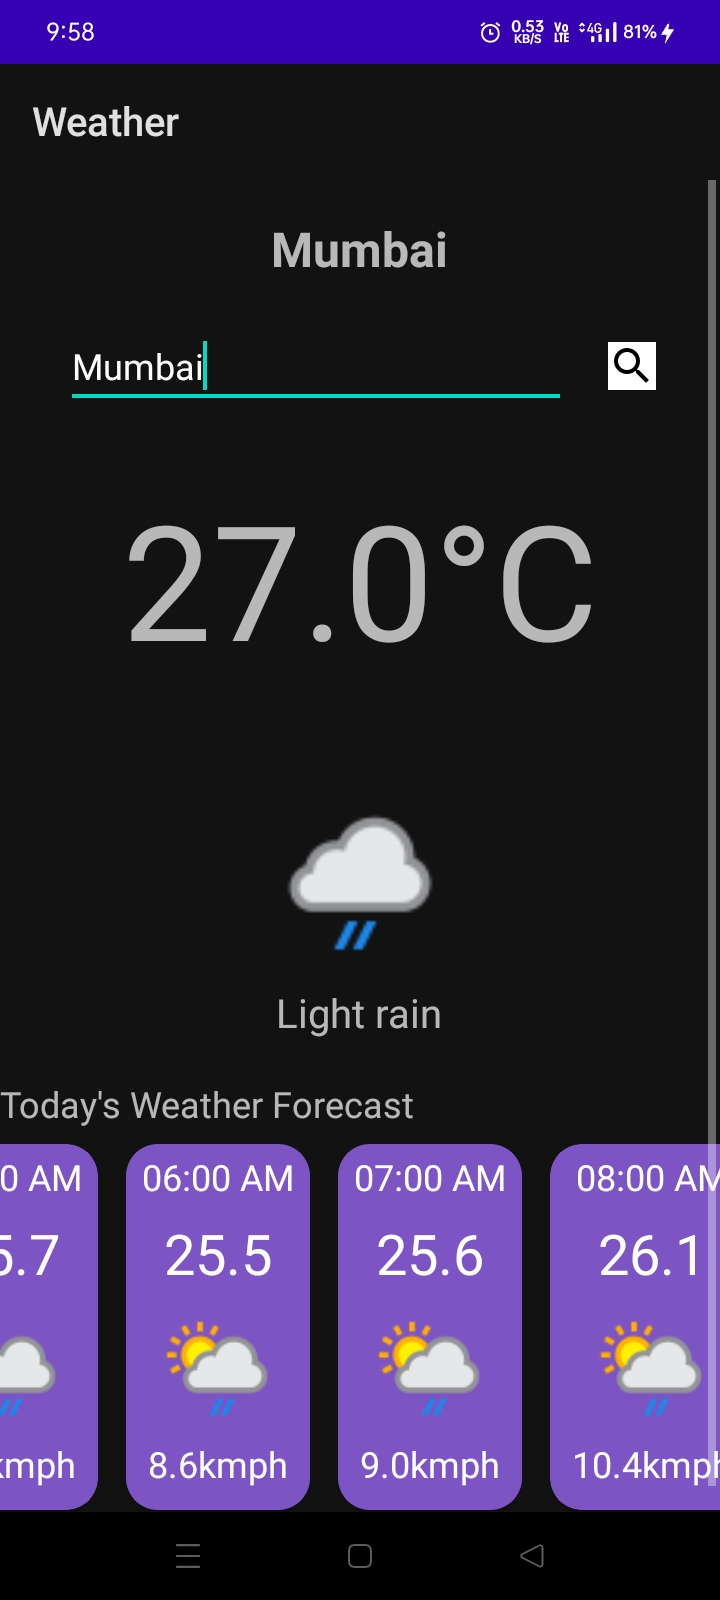 9:58 0.53 KB/S Vo LTE 4G 81%
Weather
Mumbai
Mumbai
27.0°C
Light rain
Today's Weather Forecast
0 AM 06:00 AM 07:00 AM 08:00 AM
5.7 25.5 25.6 26.1
kmph 8.6kmph 9.0kmph 10.4kmph